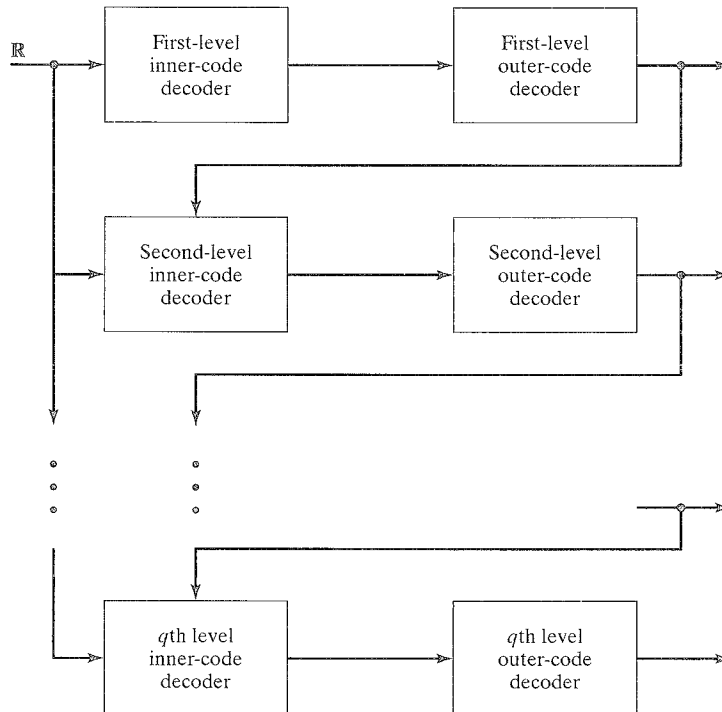 ℝ
First-level
inner-code
decoder
First-level
outer-code
decoder
Second-level
inner-code
decoder
Second-level
outer-code
decoder
qth level
inner-code
decoder
qth level
outer-code
decoder